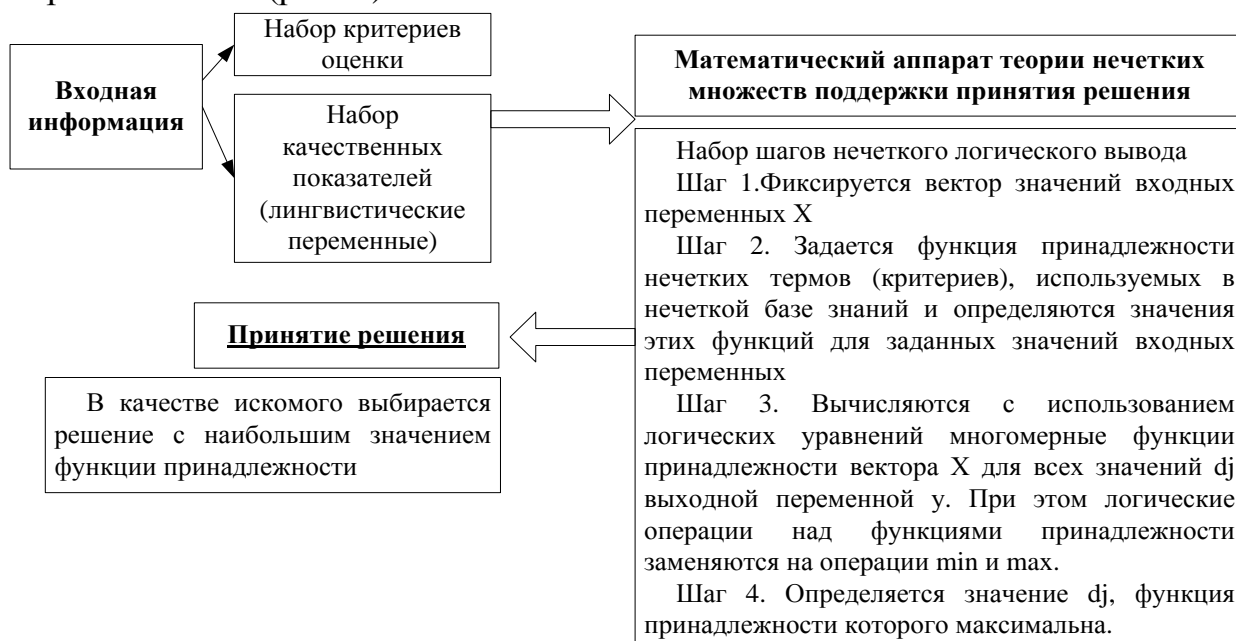 Набор критериев
оценки
Входная
информация
Набор
качественных
показателей
(лингвистические
переменные)
Математический аппарат теории нечетких
множеств поддержки принятия решения
Набор шагов нечеткого логического вывода
Шаг 1.Фиксируется вектор значений входных
переменных X
Шаг 2. Задается функция принадлежности
нечетких термов (критериев), используемых в
нечеткой базе знаний и определяются значения
этих функций для заданных значений входных
переменных
Шаг 3. Вычисляются с использованием
логических уравнений многомерные функции
принадлежности вектора X для всех значений dj
выходной переменной y. При этом логические
операции над функциями принадлежности
заменяются на операции min и max.
Шаг 4. Определяется значение dj, функция
принадлежности которого максимальна.
Принятие решения
В качестве искомого выбирается
решение с наибольшим значением
функции принадлежности